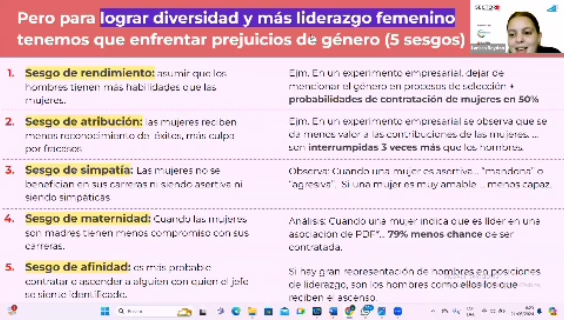 Pero para lograr diversidad y más liderazgo femenino
tenemos que enfrentar prejuicios de género (5 sesgos)
1. Sesgo de rendimiento: asumir que los
hombres tienen más habilidades que las
mujeres.
Ejm. En un experimento empresarial, dejar de
mencionar el género en procesos de selección +
probabilidades de contratación de mujeres en 50%
2. Sesgo de atribución: las mujeres reciben
menos reconocimiento de éxitos, más culpa
por fracasos
Ejm. En un experimento empresarial se observa que se
da menos valor a las contribuciones de las mujeres. ...
son interrumpidas 3 veces más que los hombres.
3. Sesgo de simpatía: Las mujeres no se
benefician en sus carreras ni siendo asertiva ni
siendo simpáticas
Observa: Cuando una mujer es asertiva... "mandona" o
"agresiva". Si una mujer es muy amable ... menos capaz.
4. Sesgo de maternidad: Cuando las mujeres
son madres tienen menos compromiso con sus
carreras.
Análisis: Cuando una mujer indica que es líder en una
asociación de PDF*... 79% menos chance de ser
contratada.
5. Sesgo de afinidad: es más probable
contratar o ascender a alguien con quien el jefe
se siente identificado.
Si hay gran representación de hombres en posiciones
de liderazgo, son los hombres como ellos los que
reciben el ascenso.